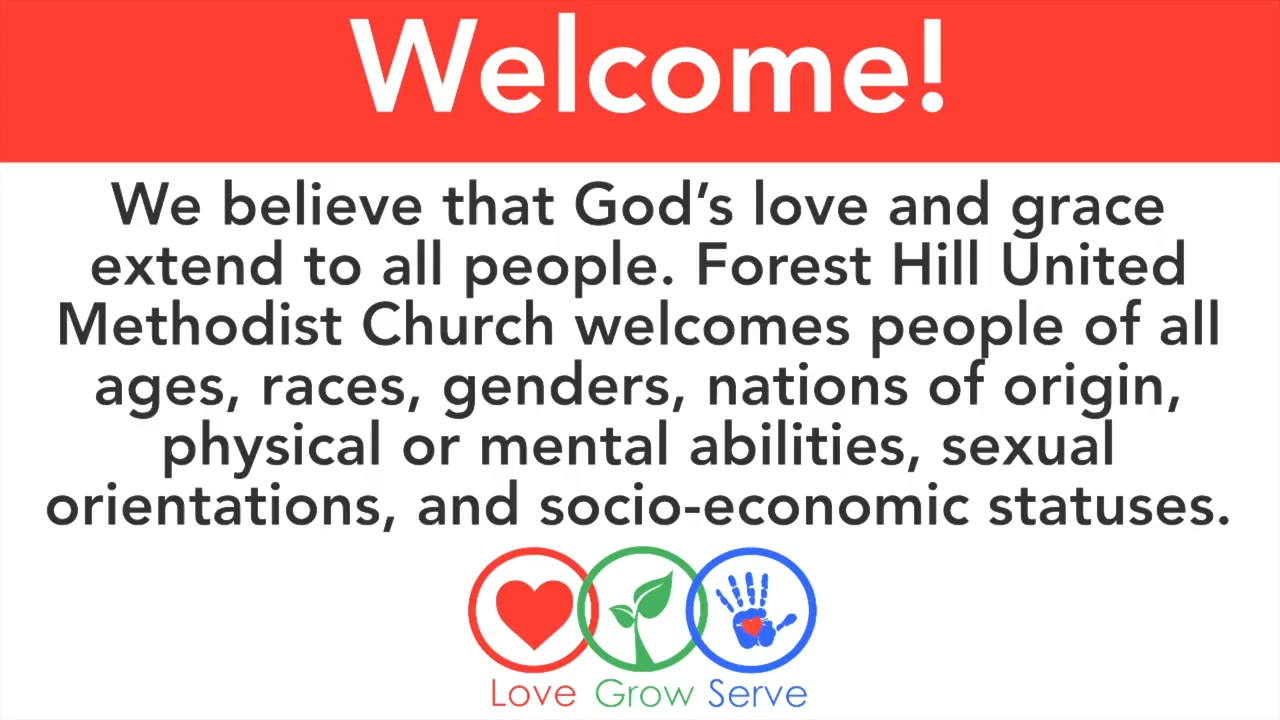 Welcome!
We believe that God’s love and grace
extend to all people. Forest Hill United
Methodist Church welcomes people of all
ages, races, genders, nations of origin,
physical or mental abilities, sexual
orientations, and socio-economic statuses.
Love Grow Serve